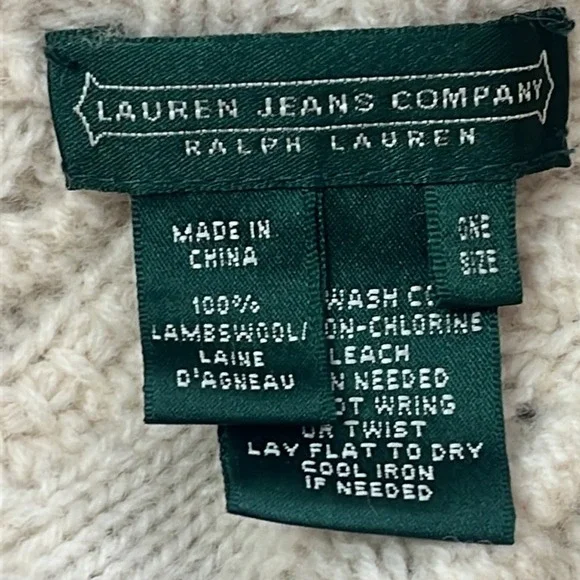 LAUREN JEANS COMPANY
RALPH LAUREN
MADE IN
CHINA
100%
LAMBSWOOL/
LAINE
D'AGNEAU
ONE
SIZE
WASH
ON-CHLORINE
LEACH
N NEEDED
OT WRING
OR TWIST
LAY FLAT TO DRY
COOL IRON
IF NEEDED